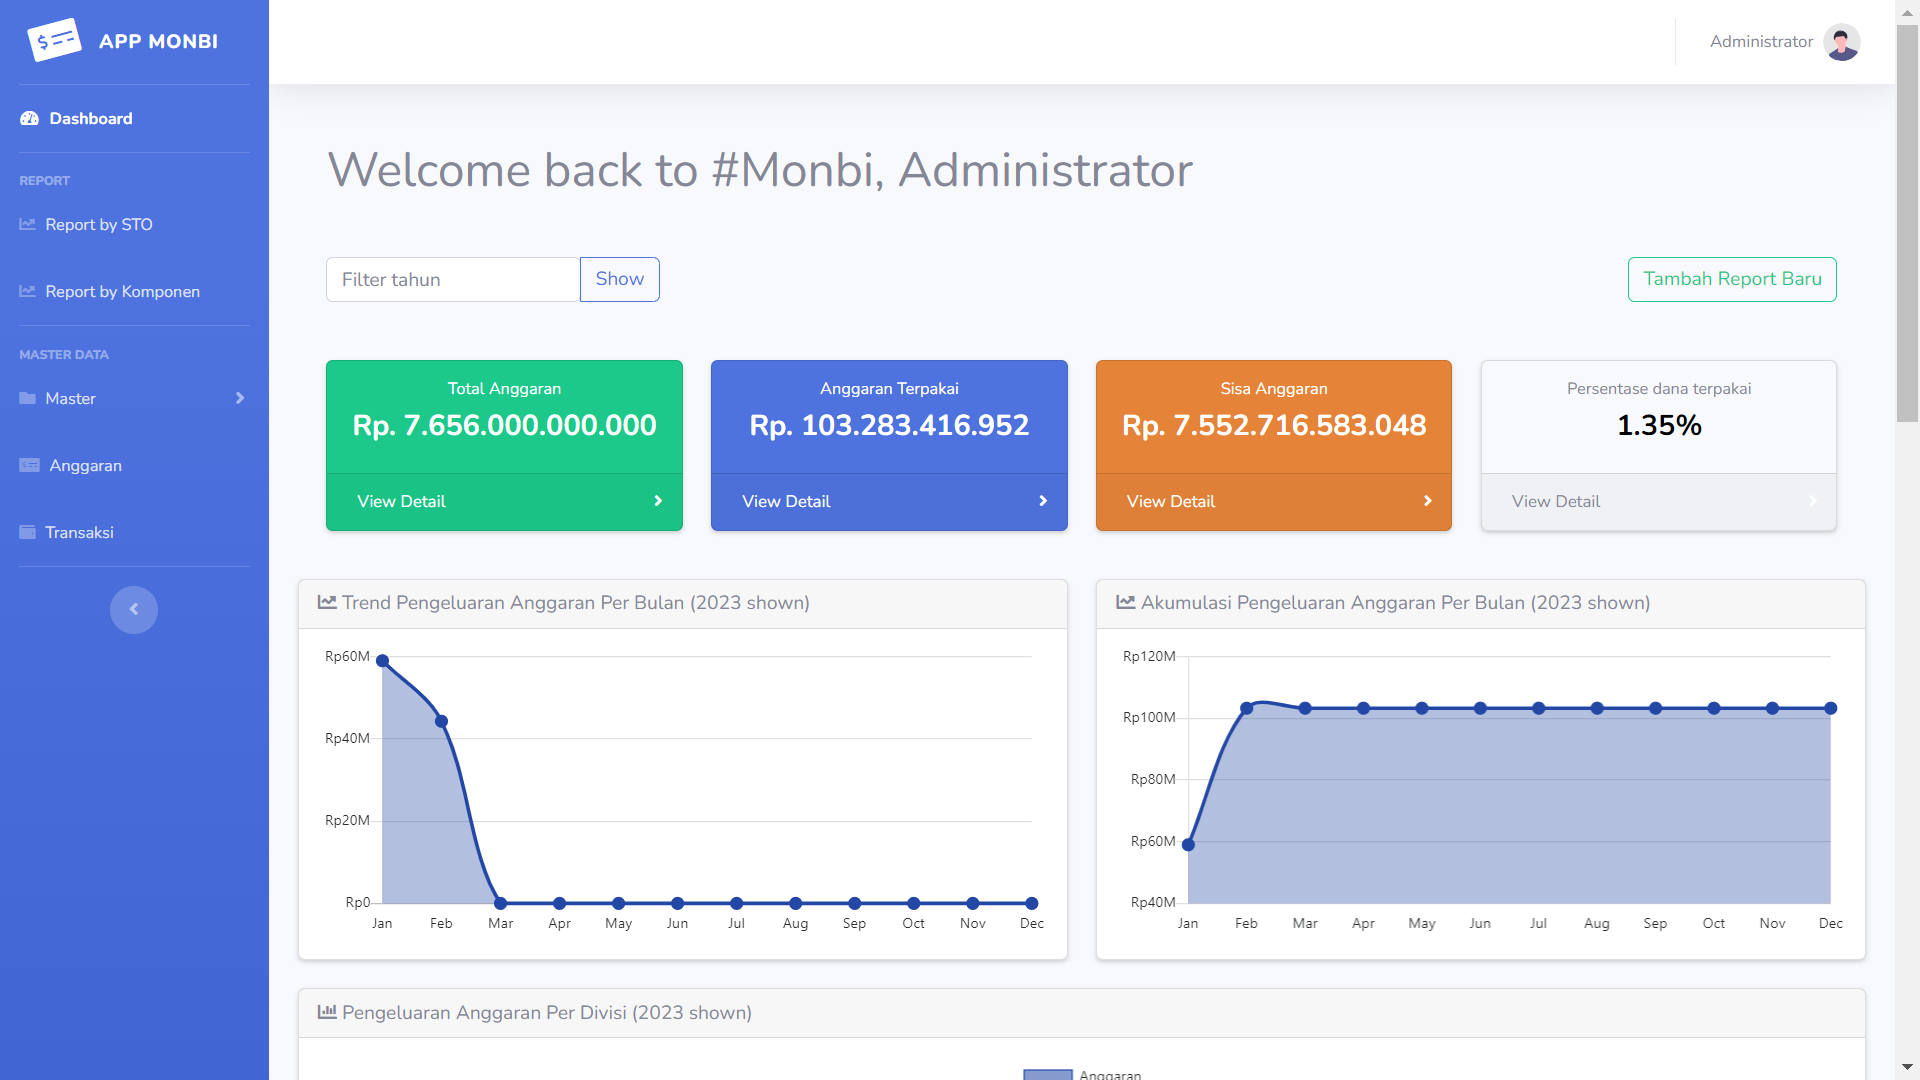 APP MONBI
Administrator
Dashboard
REPORT
Report by STO
Report by Komponen
MASTER DATA
Master
Anggaran
Transaksi
Welcome back to #Monbi, Administrator
Filter tahun
Show
Tambah Report Baru
Total Anggaran
Rp. 7.656.000.000.000
View Detail
Anggaran Terpakai
Rp. 103.283.416.952
View Detail
Sisa Anggaran
Rp. 7.552.716.583.048
View Detail
Persentase dana terpakai
1.35%
View Detail
Trend Pengeluaran Anggaran Per Bulan (2023 shown)
Rp60M
Rp40M
Rp20M
Rp0
Jan Feb Mar Apr May Jun Jul Aug Sep Oct Nov Dec
Akumulasi Pengeluaran Anggaran Per Bulan (2023 shown)
Rp120M
Rp100M
Rp80M
Rp60M
Rp40M
Jan Feb Mar Apr May Jun Jul Aug Sep Oct Nov Dec
Pengeluaran Anggaran Per Divisi (2023 shown)
Anggaran